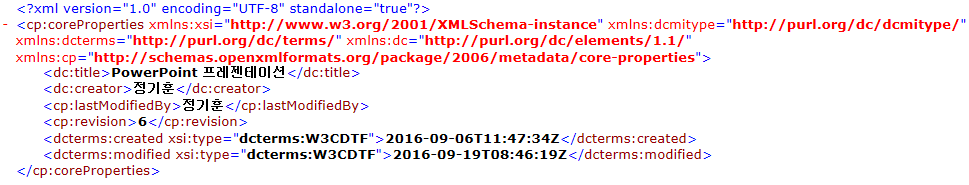 <?xml version="1.0" encoding="UTF-8" standalone="true"?>
- <cp:coreProperties xmlns:xsi="http://www.w3.org/2001/XMLSchema-instance" xmlns:dcmitype="http://purl.org/dc/dcmitype/"
xmlns:dcterms="http://purl.org/dc/terms/" xmlns:dc="http://purl.org/dc/elements/1.1/"
xmlns:cp="http://schemas.openxmlformats.org/package/2006/metadata/core-properties">
<dc:title>PowerPoint 프레젠테이션</dc:title>
<dc:creator>정기훈</dc:creator>
<cp:lastModifiedBy>정기훈</cp:lastModifiedBy>
<cp:revision>6</cp:revision>
<dcterms:created xsi:type="dcterms:W3CDTF">2016-09-06T11:47:34Z</dcterms:created>
<dcterms:modified xsi:type="dcterms:W3CDTF">2016-09-19T08:46:19Z</dcterms:modified>
</cp:coreProperties>